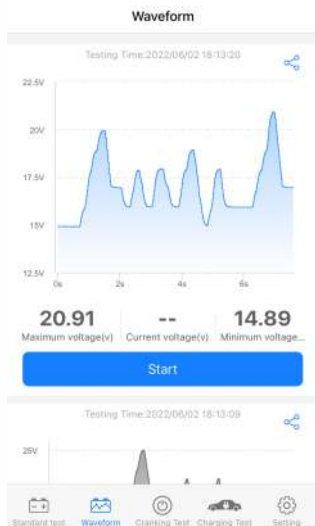 Waveform
Testing Time:2022/06/02 18:13:20
22.5V
20V
17.5V
15V
12.5V
0s 2s 4s 6s
20.91 -- 14.89
Maximum voltage(v) Current voltage(v) Minimum voltage...
Start
Testing Time:2022/06/02 18:13:09
25V
Standard test Waveform Cranking Test Charging Test Setting